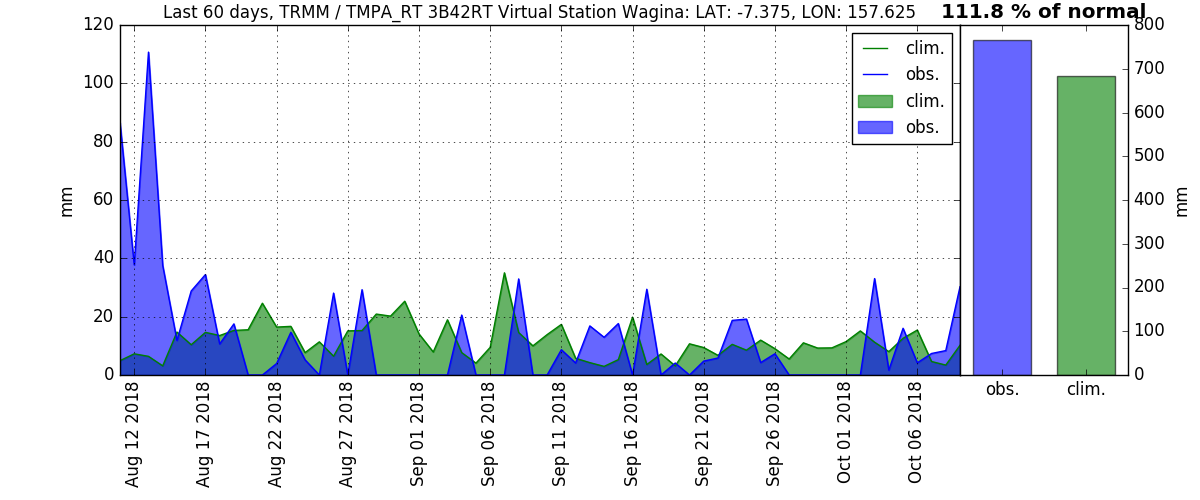 Last 60 days, TRMM / TMPA_RT 3B42RT Virtual Station Wagina: LAT: -7.375, LON: 157.625
111.8 % of normal
120
100
80
60
40
20
0
mm
clim.
obs.
clim.
obs.
800
700
600
500
400
300
200
100
0
mm
Aug 12 2018
Aug 17 2018
Aug 22 2018
Aug 27 2018
Sep 01 2018
Sep 06 2018
Sep 11 2018
Sep 16 2018
Sep 21 2018
Sep 26 2018
Oct 01 2018
Oct 06 2018
obs.
clim.